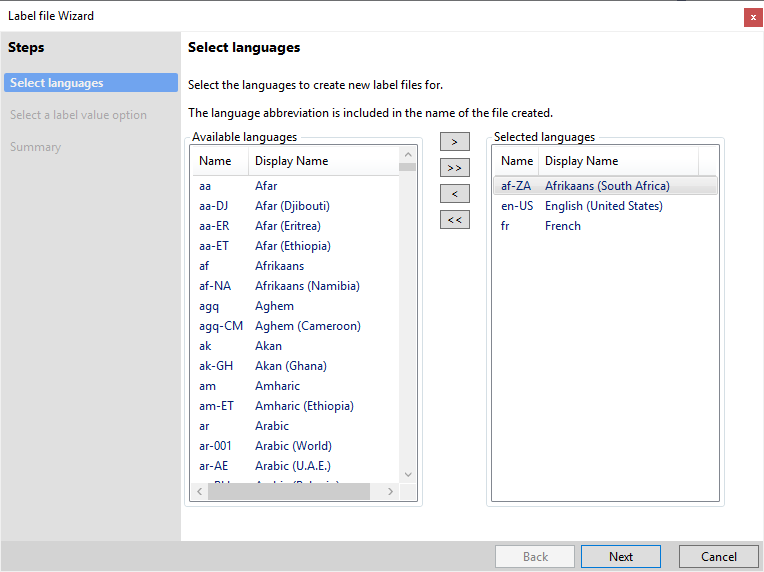 Label file Wizard
x
Steps
Select languages
Select a label value option
Summary
Select languages
Select the languages to create new label files for.
The language abbreviation is included in the name of the file created.
Available languages
Name Display Name
aa Afar
aa-DJ Afar (Djibouti)
aa-ER Afar (Eritrea)
aa-ET Afar (Ethiopia)
af Afrikaans
af-NA Afrikaans (Namibia)
agq Aghem
agq-CM Aghem (Cameroon)
ak Akan
ak-GH Akan (Ghana)
am Amharic
am-ET Amharic (Ethiopia)
ar Arabic
ar-001 Arabic (World)
ar-AE Arabic (U.A.E.)
>
>>
<
<<
Selected languages
Name Display Name
af-ZA Afrikaans (South Africa)
en-US English (United States)
fr French
Back Next Cancel